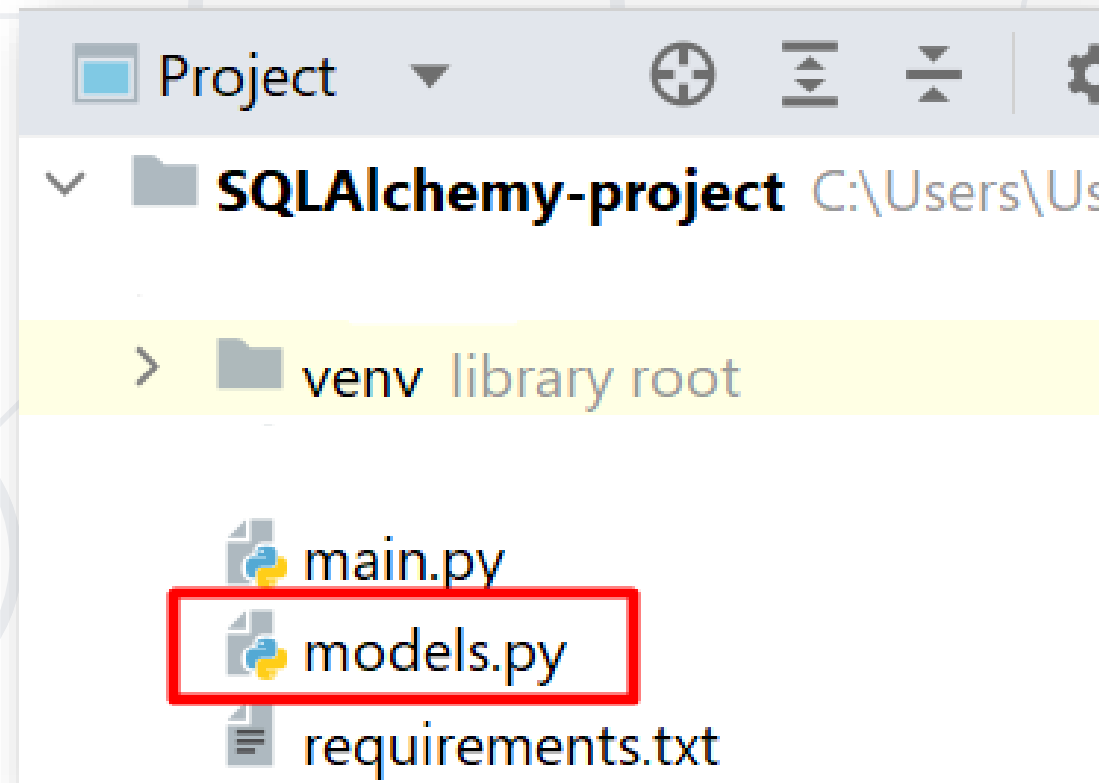 Project
SQLAlchemy-project C:\Users\Us
venv library root
main.py
models.py
requirements.txt